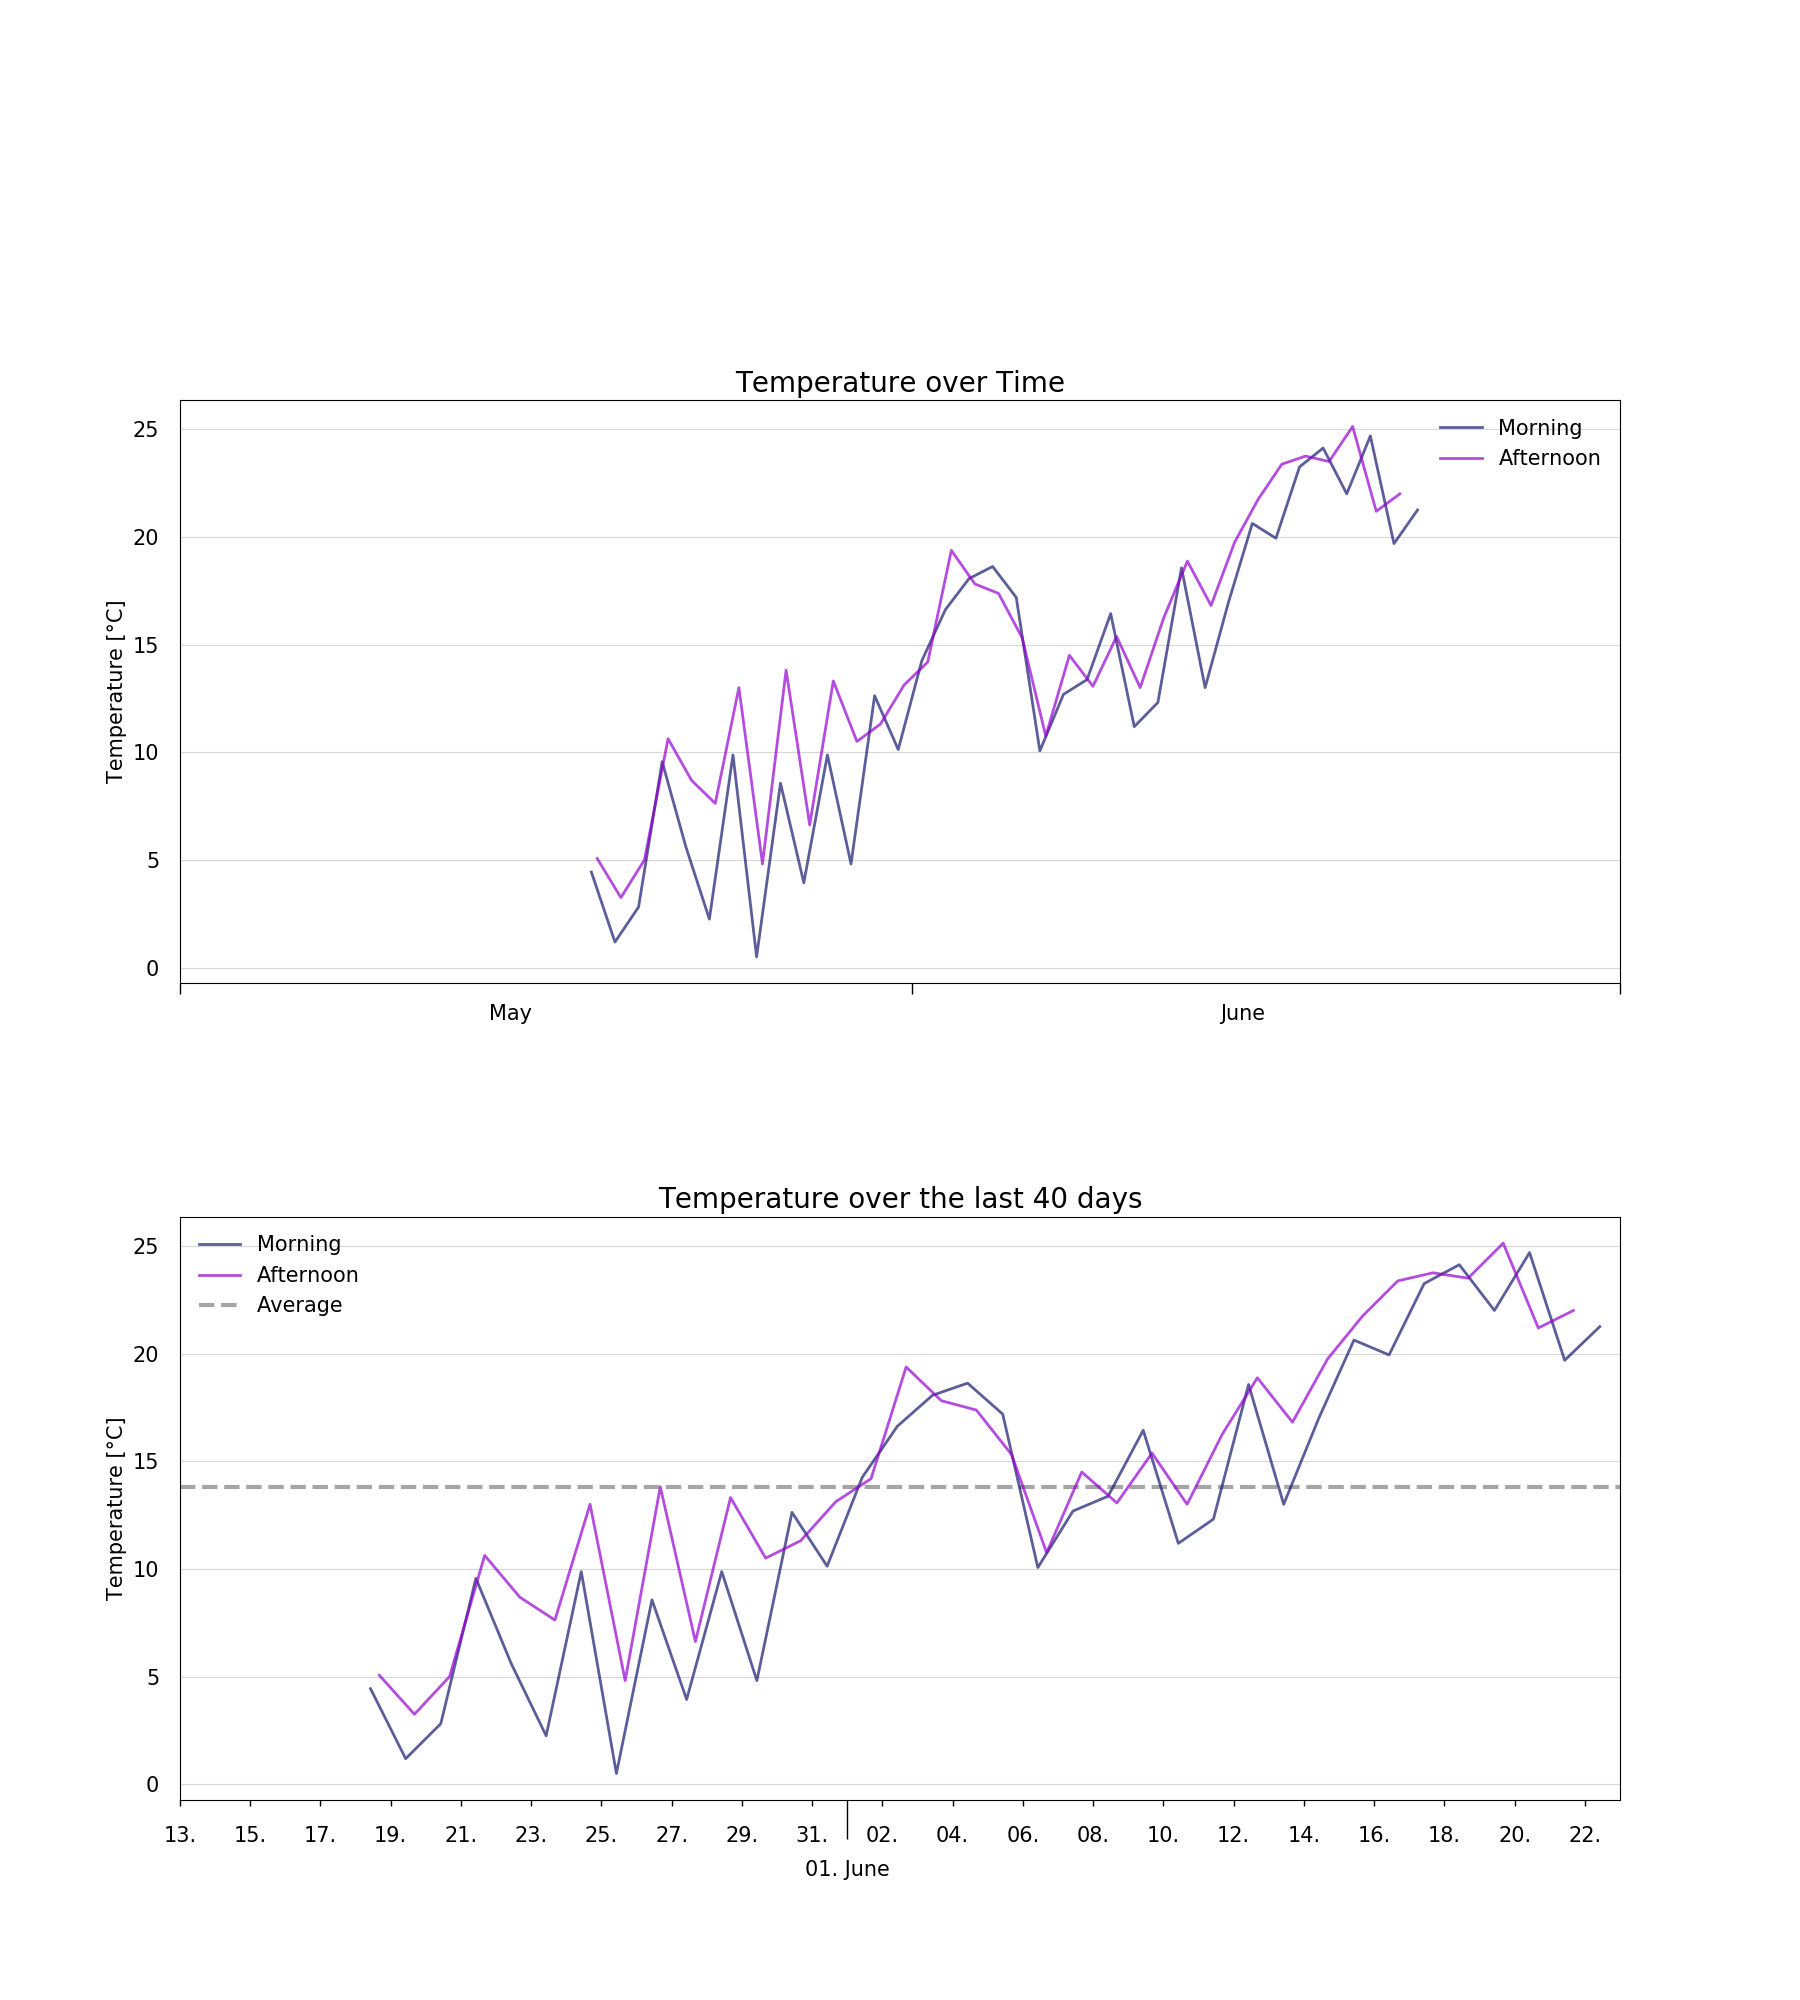 Temperature over Time
Morning
Afternoon
25
20
15
10
5
0
Temperature [°C]
May June
Temperature over the last 40 days
Morning
Afternoon
Average
25
20
15
10
5
0
Temperature [°C]
13. 15. 17. 19. 21. 23. 25. 27. 29. 31. 02. 04. 06. 08. 10. 12. 14. 16. 18. 20. 22.
01. June